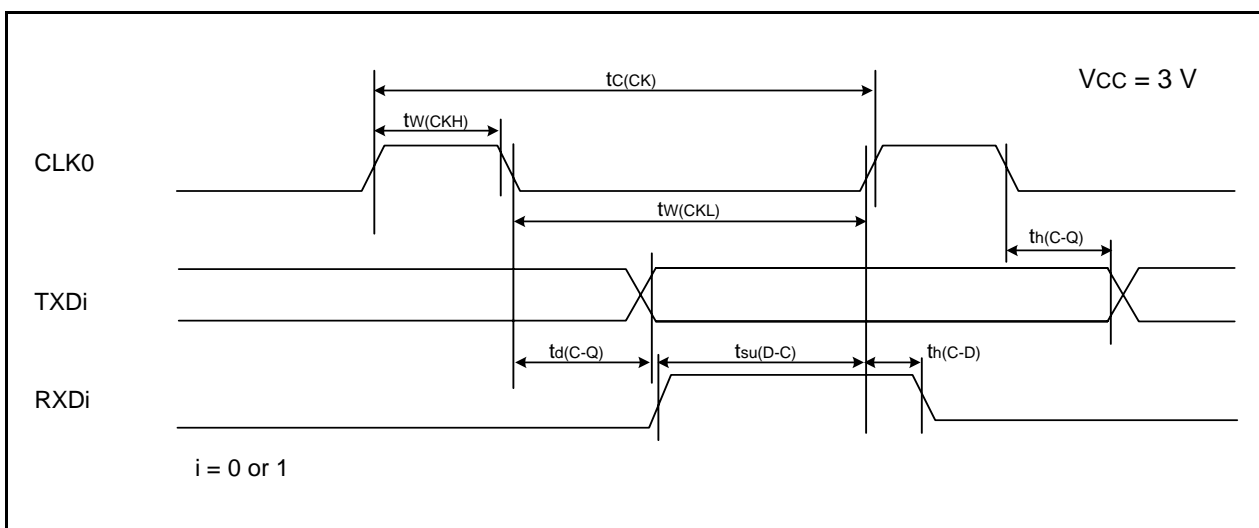 tC(CK)
VCC = 3 V
tW(CKH)
CLK0
tW(CKL)
th(C-Q)
TXDi
td(C-Q)
tsu(D-C)
th(C-D)
RXDi
i = 0 or 1